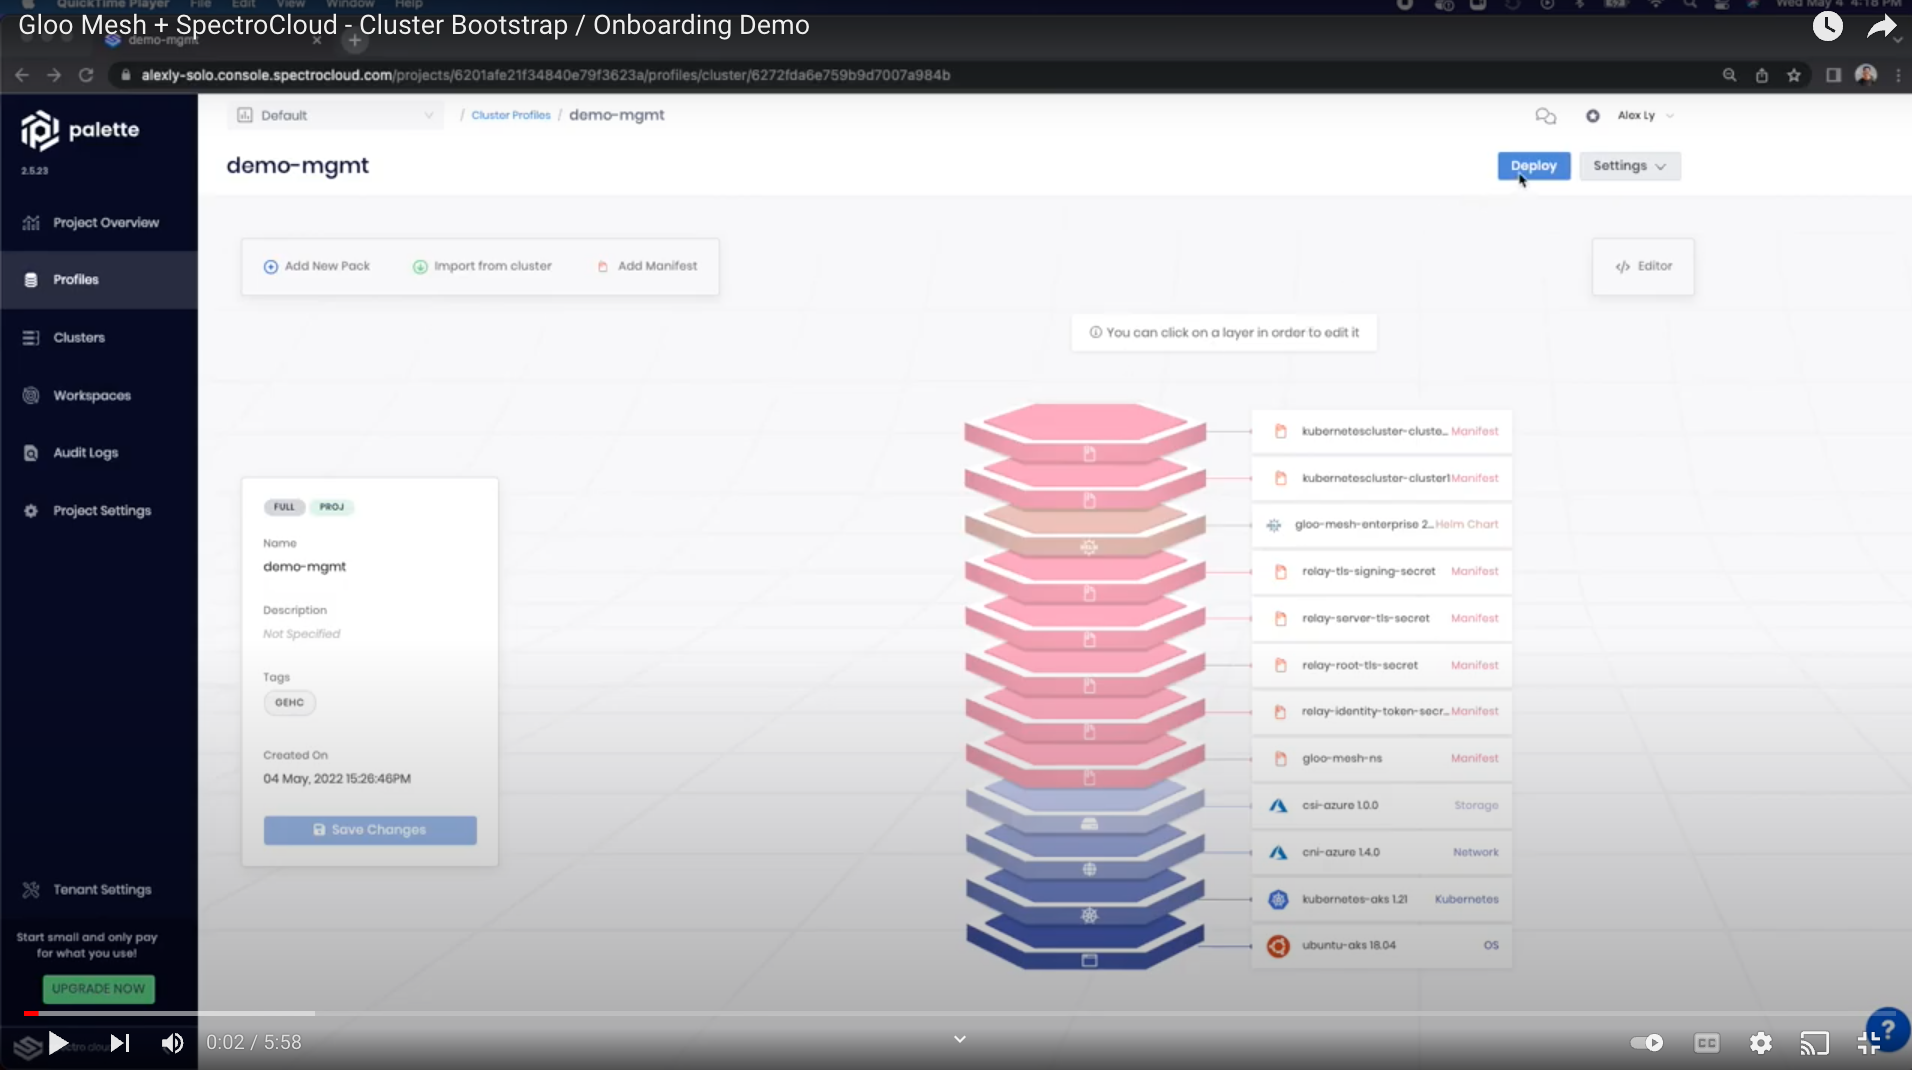 QuickTime Player File Edit View Window Help
Wed May 4 4:18 PM
Gloo Mesh + SpectroCloud - Cluster Bootstrap / Onboarding Demo
demo-mgmt
alexly-solo.console.spectrocloud.com/projects/6201afe21f34840e79f3623a/profiles/cluster/6272fda6e759b9d7007a984b
palette
2.5.23
Project Overview
Profiles
Clusters
Workspaces
Audit Logs
Project Settings
Tenant Settings
Start small and only pay
for what you use!
UPGRADE NOW
Default
/ Cluster Profiles / demo-mgmt
Alex Ly
demo-mgmt
Deploy
Settings
Add New Pack
Import from cluster
Add Manifest
</> Editor
You can click on a layer in order to edit it
FULL PROJ
Name
demo-mgmt
Description
Not Specified
Tags
GEHC
Created On
04 May, 2022 15:26:46PM
Save Changes
kubernetescluster-cluste... Manifest
kubernetescluster-cluster1 Manifest
gloo-mesh-enterprise 2... Helm Chart
relay-tls-signing-secret Manifest
relay-server-tls-secret Manifest
relay-root-tls-secret Manifest
relay-identity-token-secr... Manifest
gloo-mesh-ns Manifest
csi-azure 1.0.0 Storage
cni-azure 1.4.0 Network
kubernetes-aks 1.21 Kubernetes
ubuntu-aks 18.04 OS
0:02 / 5:58
CC
?